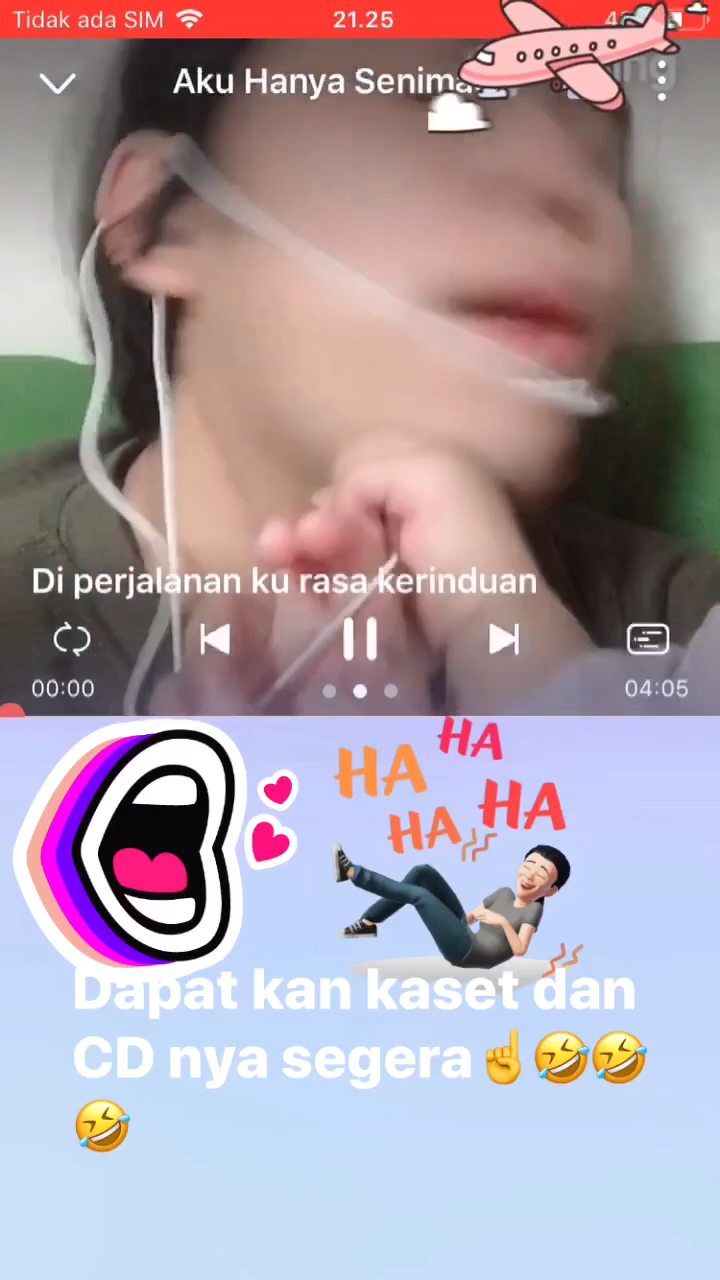 Tidak ada SIM
21.25
Aku Hanya Senima
Di perjalanan ku rasa kerinduan
00:00
04:05
HA
HA
HA
HA
Dapat kan kaset dan
CD nya segera☝️🤣🤣
🤣